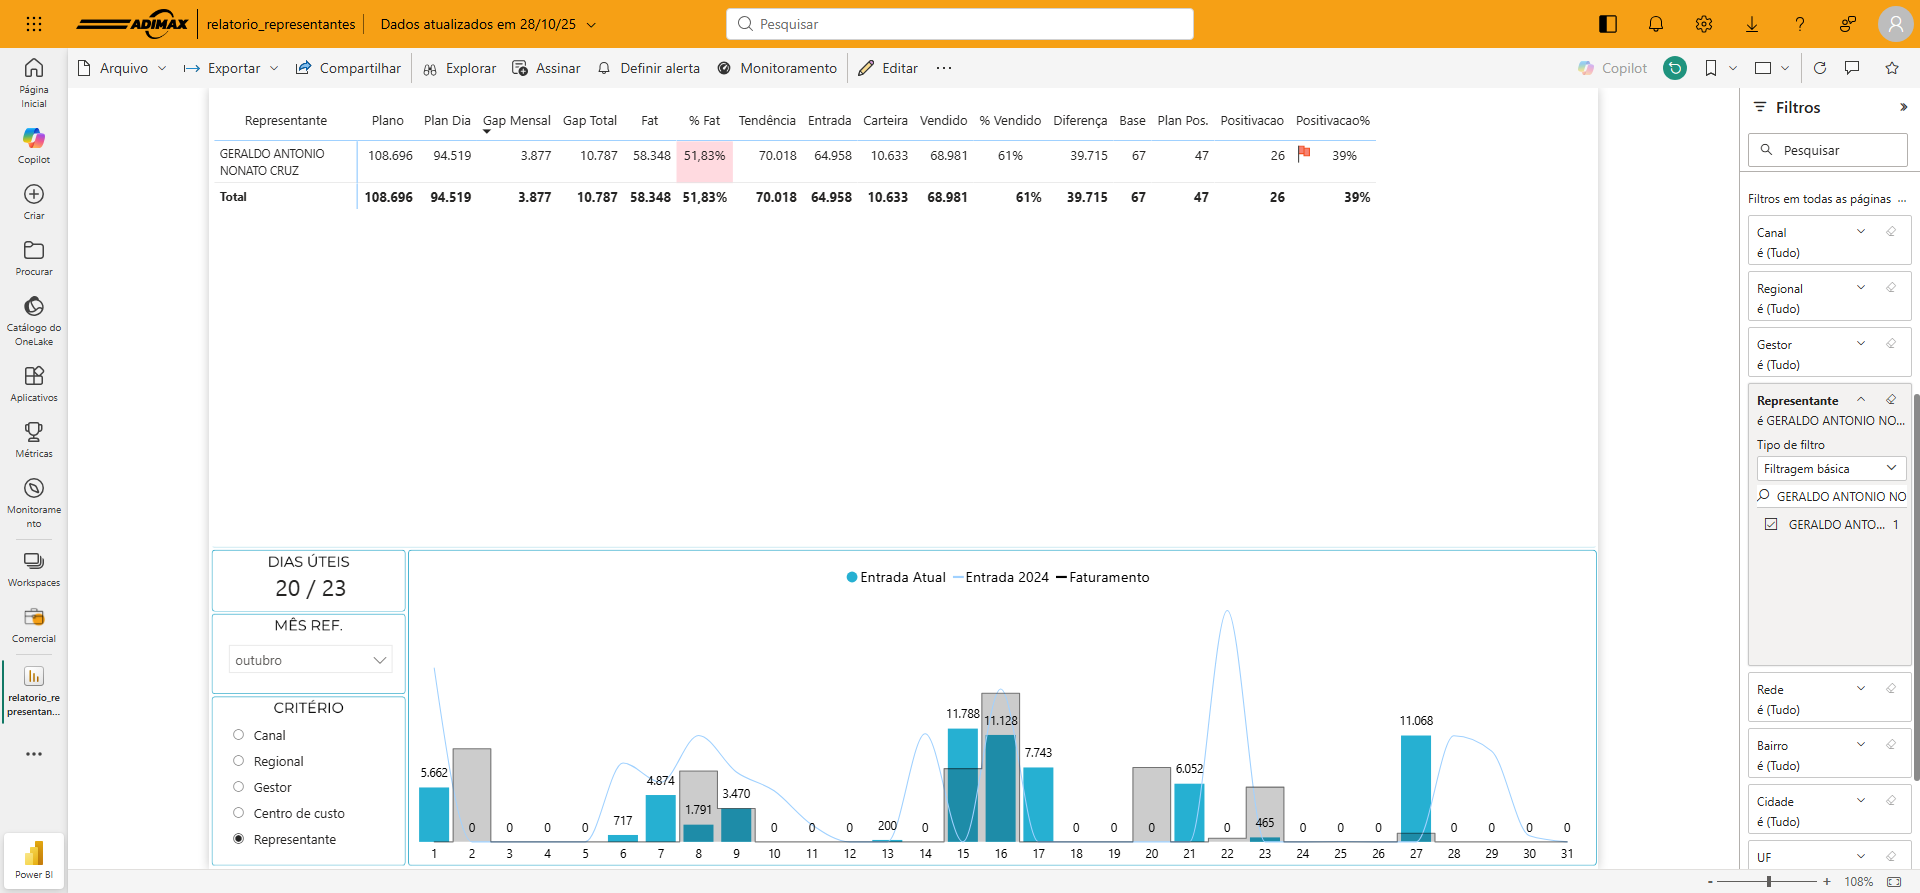 ADIMAX
relatorio_representantes
Dados atualizados em 28/10/25
Pesquisar
Arquivo
Exportar
Compartilhar
Explorar
Assinar
Definir alerta
Monitoramento
Editar
Copilot
Página
Inicial
Copilot
Criar
Procurar
Catálogo do
OneLake
Aplicativos
Métricas
Monitorame
nto
Workspaces
Comercial
relatorio_re
presentan...
Power BI
Representante Plano Plan Dia Gap Mensal Gap Total Fat % Fat Tendência Entrada Carteira Vendido % Vendido Diferença Base Plan Pos. Positivacao Positivacao%
GERALDO ANTONIO
NONATO CRUZ 108.696 94.519 3.877 10.787 58.348 51,83% 70.018 64.958 10.633 68.981 61% 39.715 67 47 26 39%
Total 108.696 94.519 3.877 10.787 58.348 51,83% 70.018 64.958 10.633 68.981 61% 39.715 67 47 26 39%
DIAS ÚTEIS
20 / 23
MÊS REF.
outubro
CRITÉRIO
Canal
Regional
Gestor
Centro de custo
Representante
Entrada Atual Entrada 2024 Faturamento
5.662 0 0 0 0 717 4.874 1.791 3.470 0 0 0 200 0 11.788 11.128 7.743 0 0 0 6.052 0 465 0 0 0 11.068 0 0 0 0
1 2 3 4 5 6 7 8 9 10 11 12 13 14 15 16 17 18 19 20 21 22 23 24 25 26 27 28 29 30 31
Filtros
Pesquisar
Filtros em todas as páginas ...
Canal
é (Tudo)
Regional
é (Tudo)
Gestor
é (Tudo)
Representante
é GERALDO ANTONIO NO...
Tipo de filtro
Filtragem básica
GERALDO ANTONIO NO
GERALDO ANTO... 1
Rede
é (Tudo)
Bairro
é (Tudo)
Cidade
é (Tudo)
UF
- + 108%